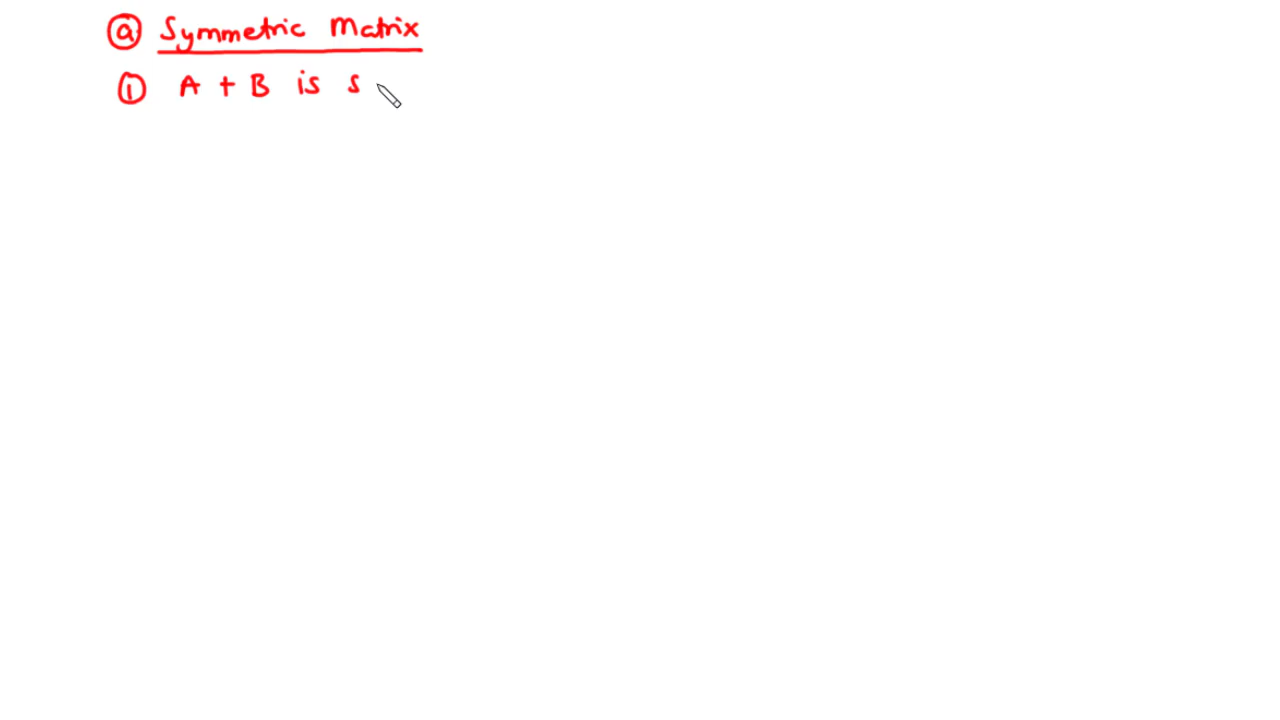 ⓐ Symmetric Matrix
① A + B is s